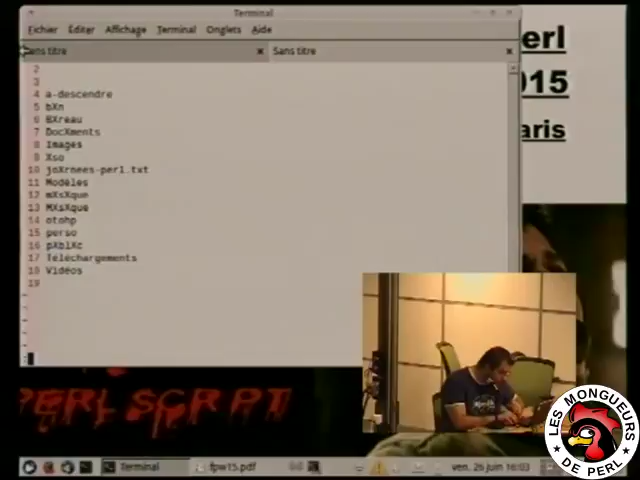 Terminal
Fichier Éditer Affichage Terminal Onglets Aide
Sans titre
Sans titre
2
3
4 a-descendre
5 bXn
6 BXreau
7 DocXments
8 Images
9 Xso
10 joXrnees-perl.txt
11 Modèles
12 mXsXque
13 MXsXque
14 otohp
15 perso
16 pXblXc
17 Téléchargements
18 Vidéos
19
:
erl
015
aris
PERL SCR PT
Terminal
fpw15.pdf
ven. 26 juin 16:03
LES MONGUEURS
DE PERL